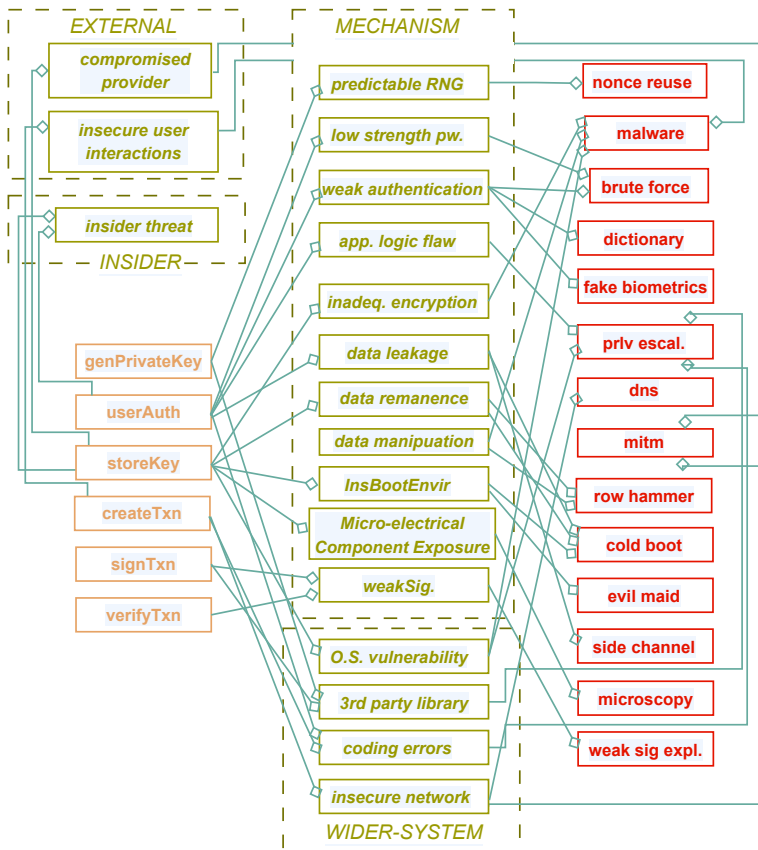 EXTERNAL
compromised
provider
insecure user
interactions
insider threat
INSIDER
genPrivateKey
userAuth
storeKey
createTxn
signTxn
verifyTxn
MECHANISM
predictable RNG
low strength pw.
weak authentication
app. logic flaw
inadeq. encryption
data leakage
data remanence
data manipuation
InsBootEnvir
Micro-electrical
Component Exposure
weakSig.
O.S. vulnerability
3rd party library
coding errors
insecure network
WIDER-SYSTEM
nonce reuse
malware
brute force
dictionary
fake biometrics
prlv escal.
dns
mitm
row hammer
cold boot
evil maid
side channel
microscopy
weak sig expl.